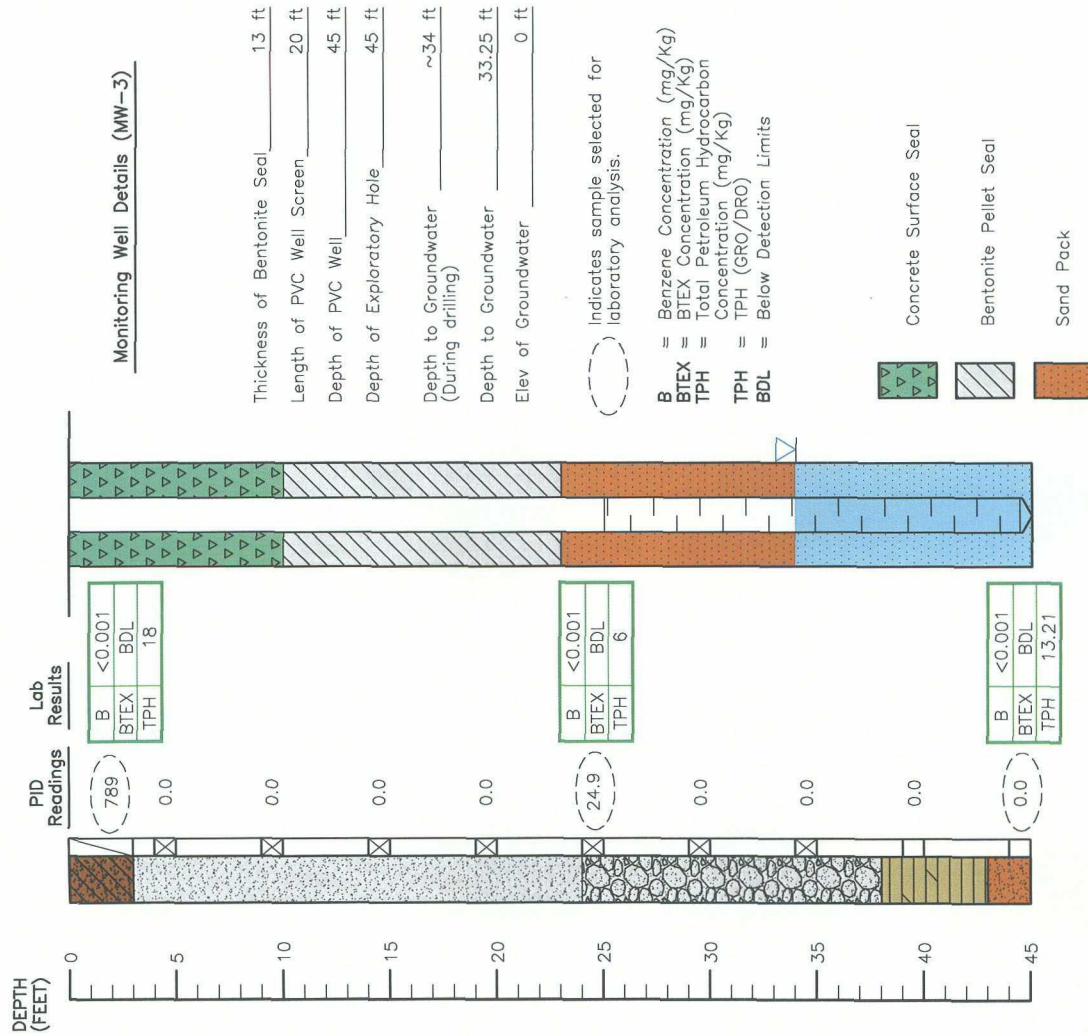 DEPTH
(FEET)
0
5
10
15
20
25
30
35
40
45
PID
Readings
789
0.0
0.0
0.0
0.0
24.9
0.0
0.0
0.0
0.0
Lab
Results
B <0.001
BTEX BDL
TPH 18
B <0.001
BTEX BDL
TPH 6
B <0.001
BTEX BDL
TPH 13.21
Monitoring Well Details (MW-3)
Thickness of Bentonite Seal 13 ft
Length of PVC Well Screen 20 ft
Depth of PVC Well 45 ft
Depth of Exploratory Hole 45 ft
Depth to Groundwater ~34 ft
(During drilling)
Depth to Groundwater 33.25 ft
Elev of Groundwater 0 ft
Indicates sample selected for
laboratory analysis.
B = Benzene Concentration (mg/Kg)
BTEX = BTEX Concentration (mg/Kg)
TPH = Total Petroleum Hydrocarbon
Concentration (mg/Kg)
TPH = TPH (GRO/DRO)
BDL = Below Detection Limits
Concrete Surface Seal
Bentonite Pellet Seal
Sand Pack